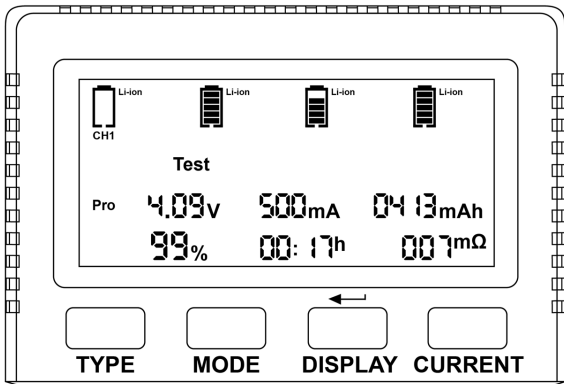 Li-ion Li-ion Li-ion Li-ion
CH1
Test
Pro 4.09V 500mA 0413mAh
99% 00:17h 007mΩ
TYPE MODE DISPLAY CURRENT